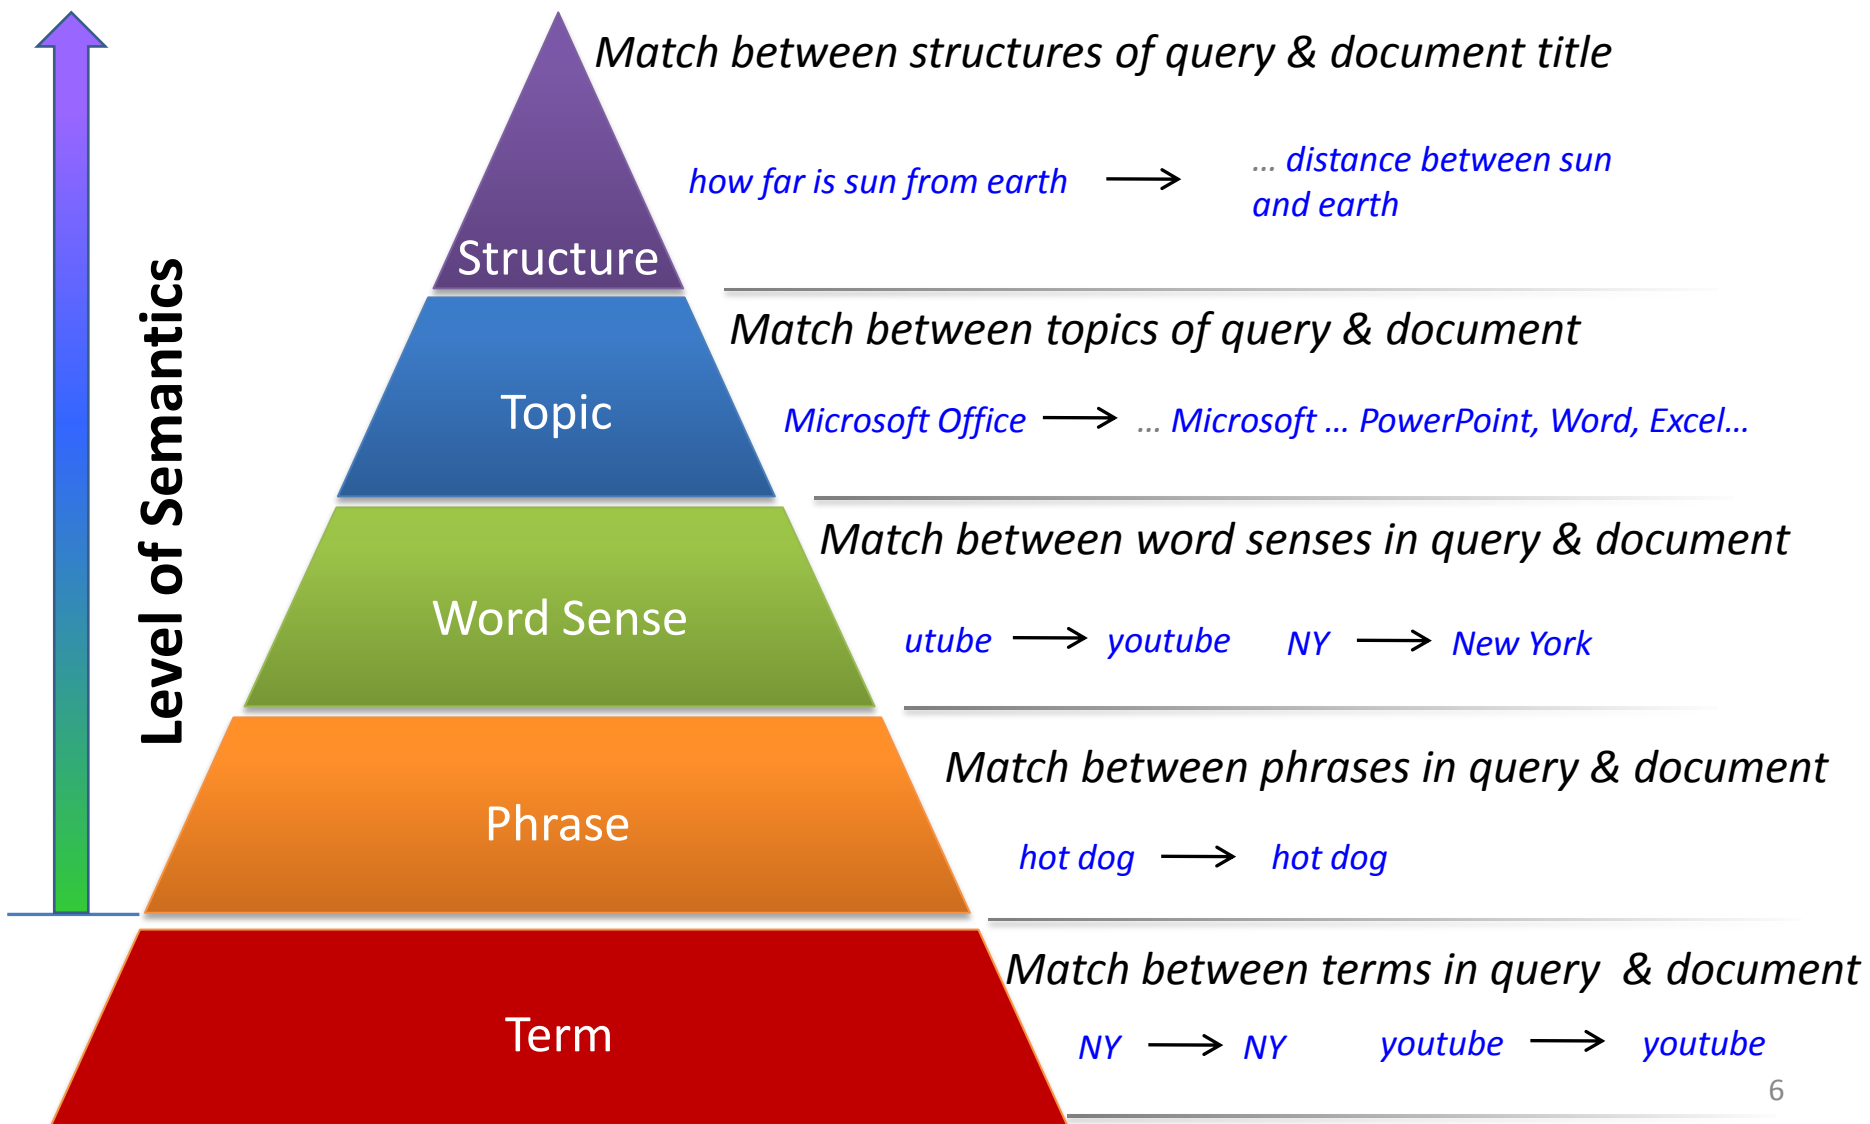 Match between structures of query & document title
how far is sun from earth → ... distance between sun
and earth
Structure
Match between topics of query & document
Microsoft Office → ... Microsoft ... PowerPoint, Word, Excel...
Topic
Level of Semantics
Match between word senses in query & document
utube → youtube NY → New York
Word Sense
Match between phrases in query & document
hot dog → hot dog
Phrase
Match between terms in query & document
NY → NY youtube → youtube
Term
6